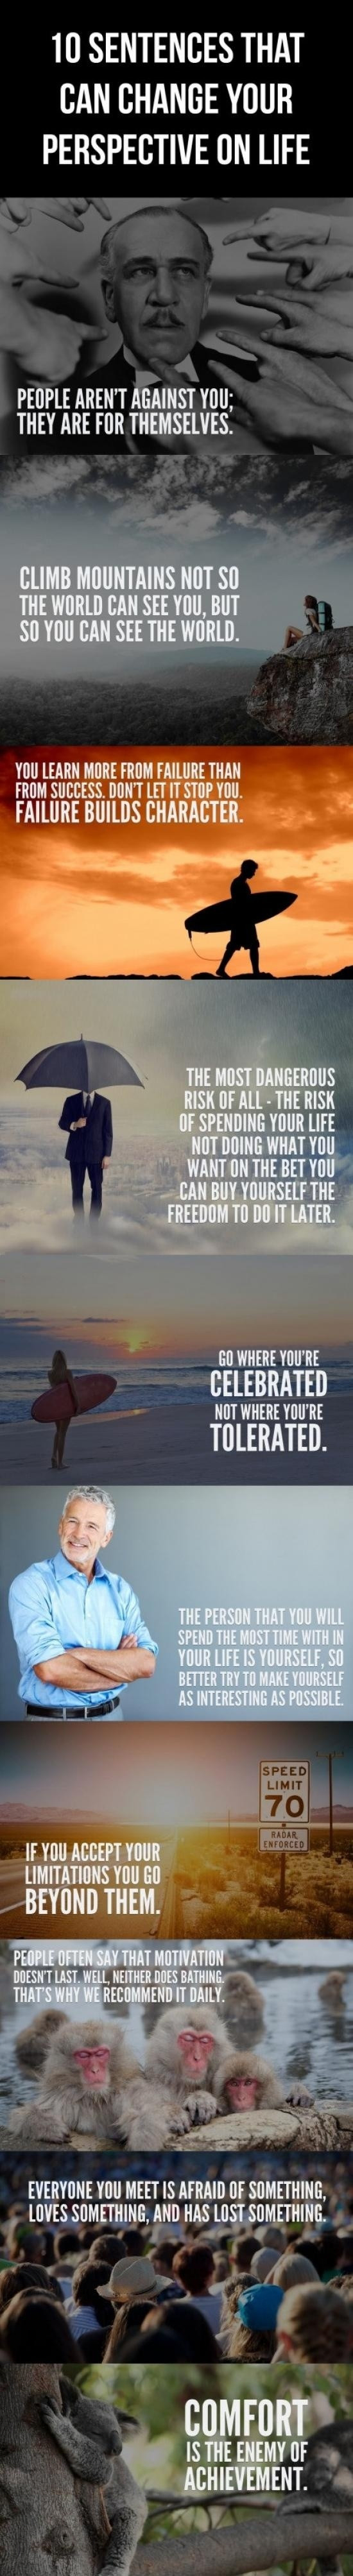 10 SENTENCES THAT
CAN CHANGE YOUR
PERSPECTIVE ON LIFE
PEOPLE AREN'T AGAINST YOU;
THEY ARE FOR THEMSELVES.
CLIMB MOUNTAINS NOT SO
THE WORLD CAN SEE YOU, BUT
SO YOU CAN SEE THE WORLD.
YOU LEARN MORE FROM FAILURE THAN
FROM SUCCESS. DON'T LET IT STOP YOU.
FAILURE BUILDS CHARACTER.
THE MOST DANGEROUS
RISK OF ALL - THE RISK
OF SPENDING YOUR LIFE
NOT DOING WHAT YOU
WANT ON THE BET YOU
CAN BUY YOURSELF THE
FREEDOM TO DO IT LATER.
GO WHERE YOU'RE
CELEBRATED
NOT WHERE YOU'RE
TOLERATED.
THE PERSON THAT YOU WILL
SPEND THE MOST TIME WITH IN
YOUR LIFE IS YOURSELF, SO
BETTER TRY TO MAKE YOURSELF
AS INTERESTING AS POSSIBLE.
SPEED
LIMIT
70
RADAR
ENFORCED
IF YOU ACCEPT YOUR
LIMITATIONS YOU GO
BEYOND THEM.
PEOPLE OFTEN SAY THAT MOTIVATION
DOESN'T LAST. WELL, NEITHER DOES BATHING.
THAT'S WHY WE RECOMMEND IT DAILY.
EVERYONE YOU MEET IS AFRAID OF SOMETHING,
LOVES SOMETHING, AND HAS LOST SOMETHING.
COMFORT
IS THE ENEMY OF
ACHIEVEMENT.